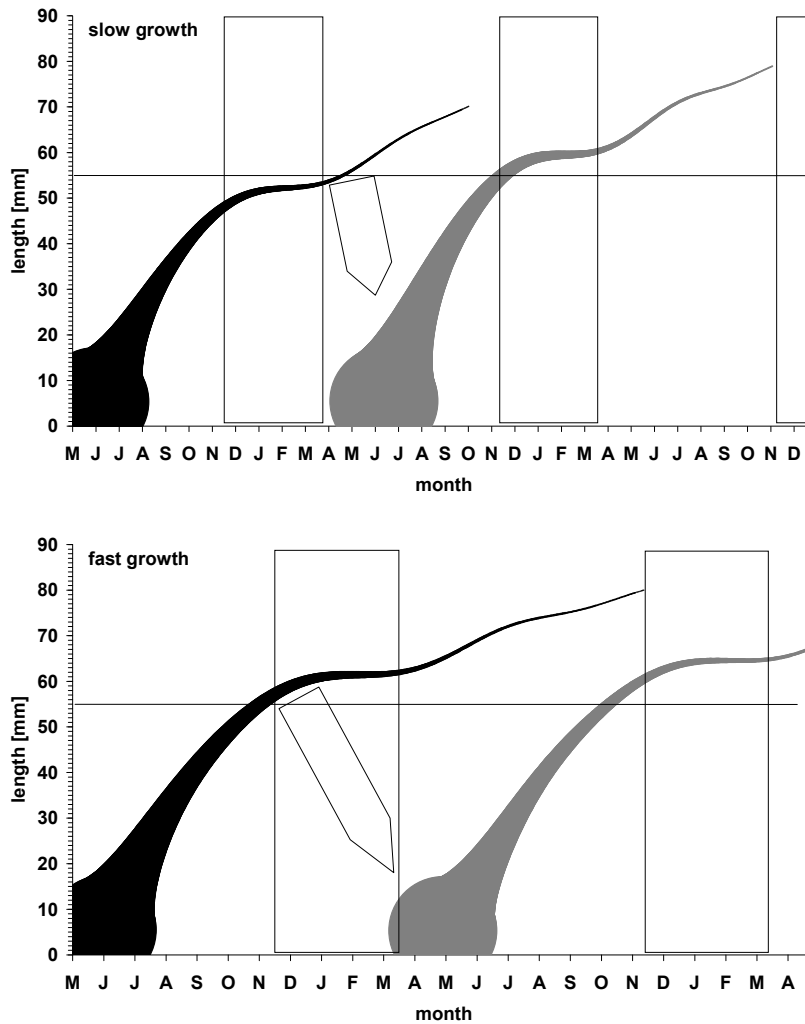 90
slow growth
80
70
60
50
40
30
20
10
0
length [mm]
M J J A S O N D J F M A M J J A S O N D J F M A M J J A S O N D
month
90
fast growth
80
70
60
50
40
30
20
10
0
length [mm]
M J J A S O N D J F M A M J J A S O N D J F M A
month